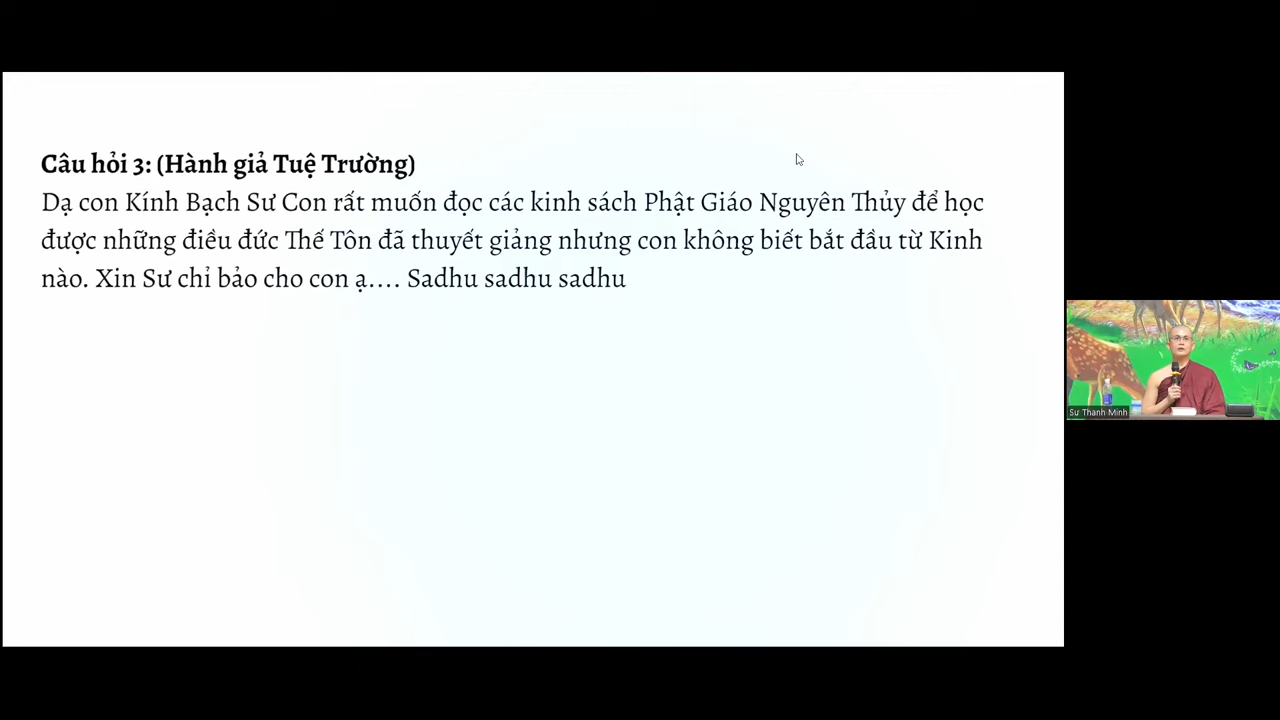 Câu hỏi 3: (Hành giả Tuệ Trường)
Dạ con Kính Bạch Sư Con rất muốn đọc các kinh sách Phật Giáo Nguyên Thủy để học
được những điều đức Thế Tôn đã thuyết giảng nhưng con không biết bắt đầu từ Kinh
nào. Xin Sư chỉ bảo cho con ạ.... Sadhu sadhu sadhu
Sư Thanh Minh